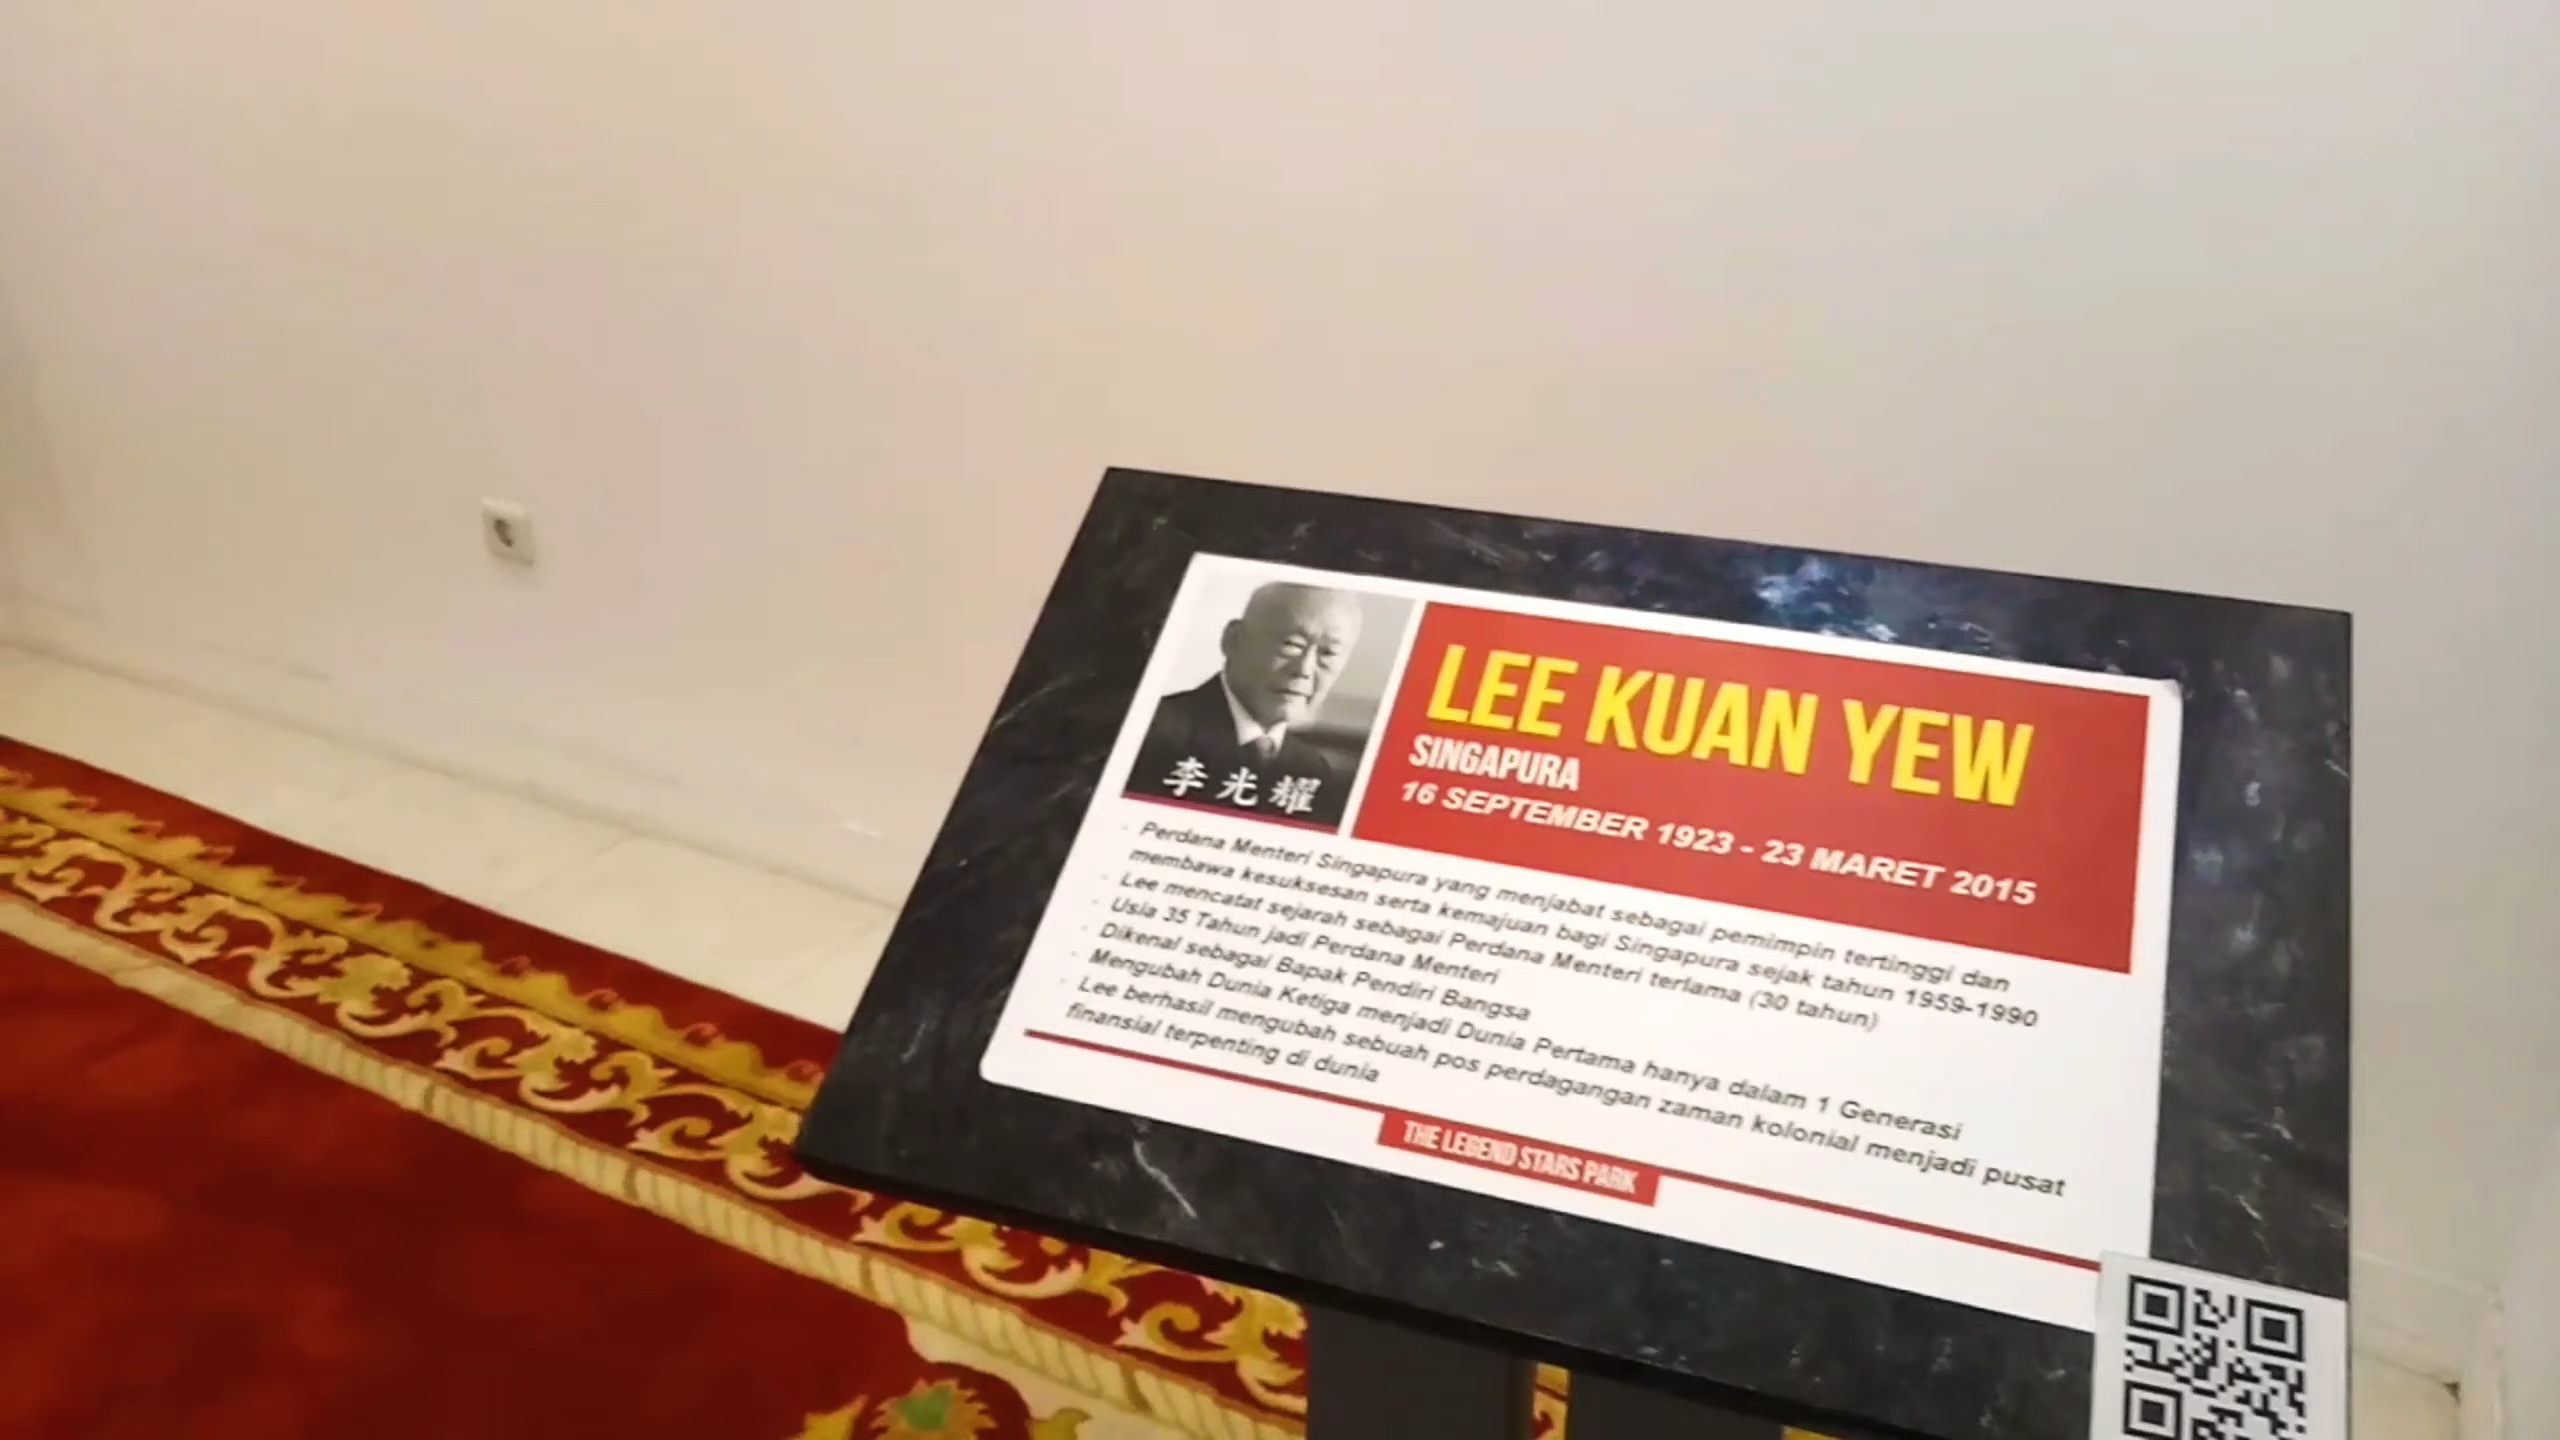 李光耀
LEE KUAN YEW
SINGAPURA
16 SEPTEMBER 1923 - 23 MARET 2015
Perdana Menteri Singapura yang menjabat sebagai pemimpin tertinggi dan
membawa kesuksesan serta kemajuan bagi Singapura sejak tahun 1959-1990
Lee mencatat sejarah sebagai Perdana Menteri terlama (30 tahun)
Usia 35 Tahun jadi Perdana Menteri
Dikenal sebagai Bapak Pendiri Bangsa
Mengubah Dunia Ketiga menjadi Dunia Pertama hanya dalam 1 Generasi
Lee berhasil mengubah sebuah pos perdagangan zaman kolonial menjadi pusat
finansial terpenting di dunia
THE LEGEND STARS PARK